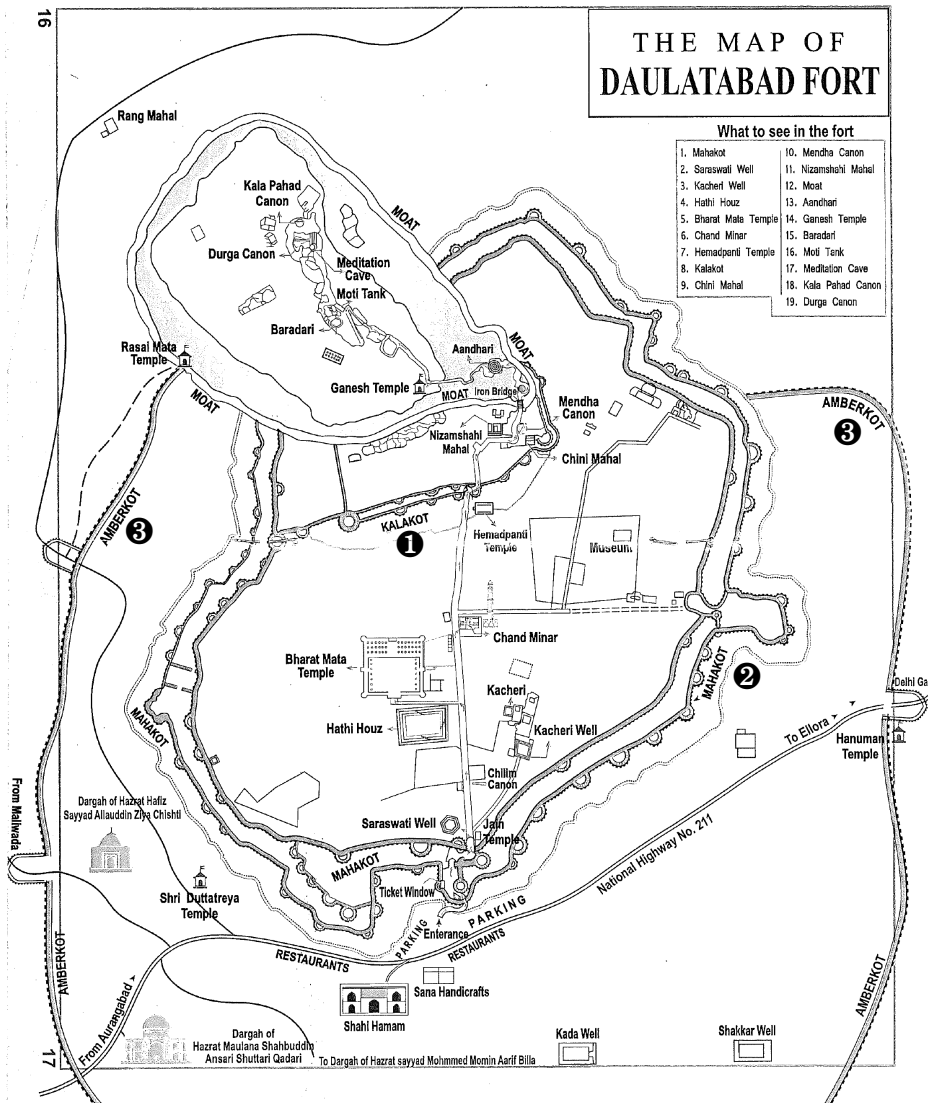 16
THE MAP OF
DAULATABAD FORT
What to see in the fort
1. Mahakot
2. Saraswati Well
3. Kacheri Well
4. Hathi Houz
5. Bharat Mata Temple
6. Chand Minar
7. Hemadpanti Temple
8. Kalakot
9. Chini Mahal
10. Mendha Canon
11. Nizamshahi Mahal
12. Moat
13. Aandhari
14. Ganesh Temple
15. Baradari
16. Moti Tank
17. Meditation Cave
18. Kala Pahad Canon
19. Durga Canon
Rang Mahal
Kala Pahad
Canon
MOAT
Durga Canon
Meditation
Cave
Moti Tank
Baradari
Rasai Mata
Temple
Aandhari
MOAT
Ganesh Temple
MOAT
Iron Bridge
MOAT
Mendha
Canon
Nizamshahi
Mahal
Chini Mahal
AMBERKOT
3
AMBERKOT
3
KALAKOT
1
Hemadpanti
Temple
Museum
Chand Minar
Bharat Mata
Temple
MAHAKOT
2
Kacheri
Delhi Ga
MAHAKOT
Hathi Houz
Kacheri Well
To Ellora
Hanuman
Temple
Chilim
Canon
From Maliwada
Dargah of Hazrat Hafiz
Sayyad Allauddin Ziya Chishti
Saraswati Well
Jain
Temple
National Highway No. 211
MAHAKOT
Ticket Window
Shri Duttatreya
Temple
PARKING
PARKING
Enterance
RESTAURANTS
RESTAURANTS
AMBERKOT
AMBERKOT
Sana Handicrafts
Shahi Hamam
From Aurangabad
Dargah of
Hazrat Maulana Shahbuddin
Ansari Shuttari Qadari
To Dargah of Hazrat sayyad Mohmmed Momin Aarif Billa
Kada Well
Shakkar Well
17